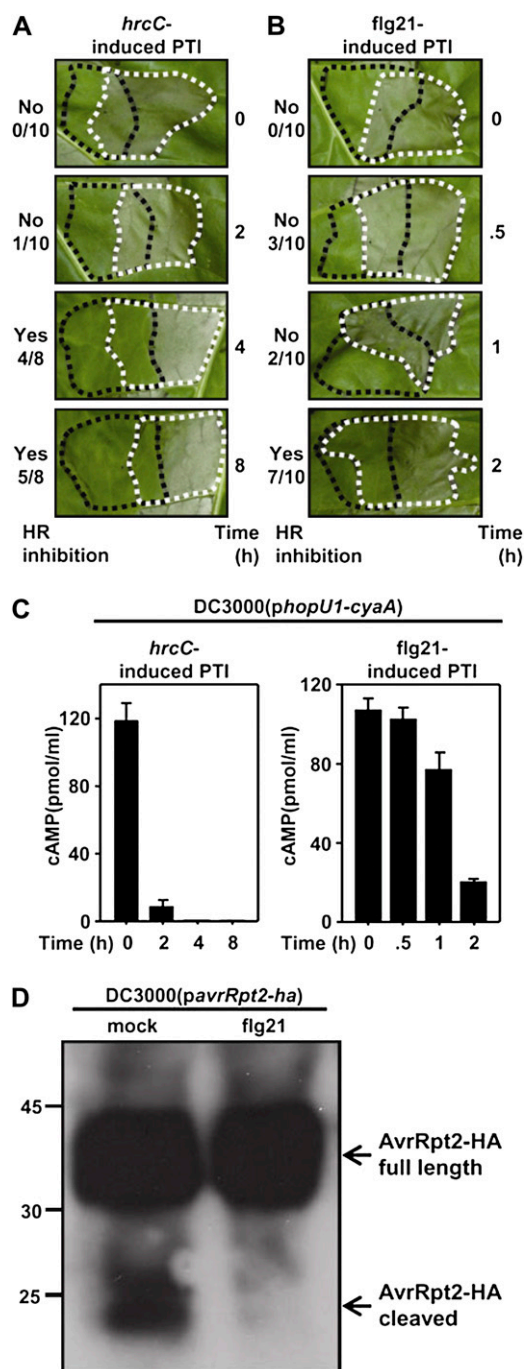 A
hrcC-
induced PTI
No
0/10
0
No
1/10
2
Yes
4/8
4
Yes
5/8
8
HR
inhibition
Time
(h)
B
flg21-
induced PTI
No
0/10
0
No
3/10
.5
No
2/10
1
Yes
7/10
2
HR
inhibition
Time
(h)
C
DC3000(phopU1-cyaA)
hrcC-
induced PTI
cAMP(pmol/ml)
120
80
40
0
Time (h) 0 2 4 8
flg21-
induced PTI
cAMP(pmol/ml)
120
80
40
0
Time (h) 0 .5 1 2
D
DC3000(pavrRpt2-ha)
mock flg21
45
30
25
AvrRpt2-HA
full length
AvrRpt2-HA
cleaved